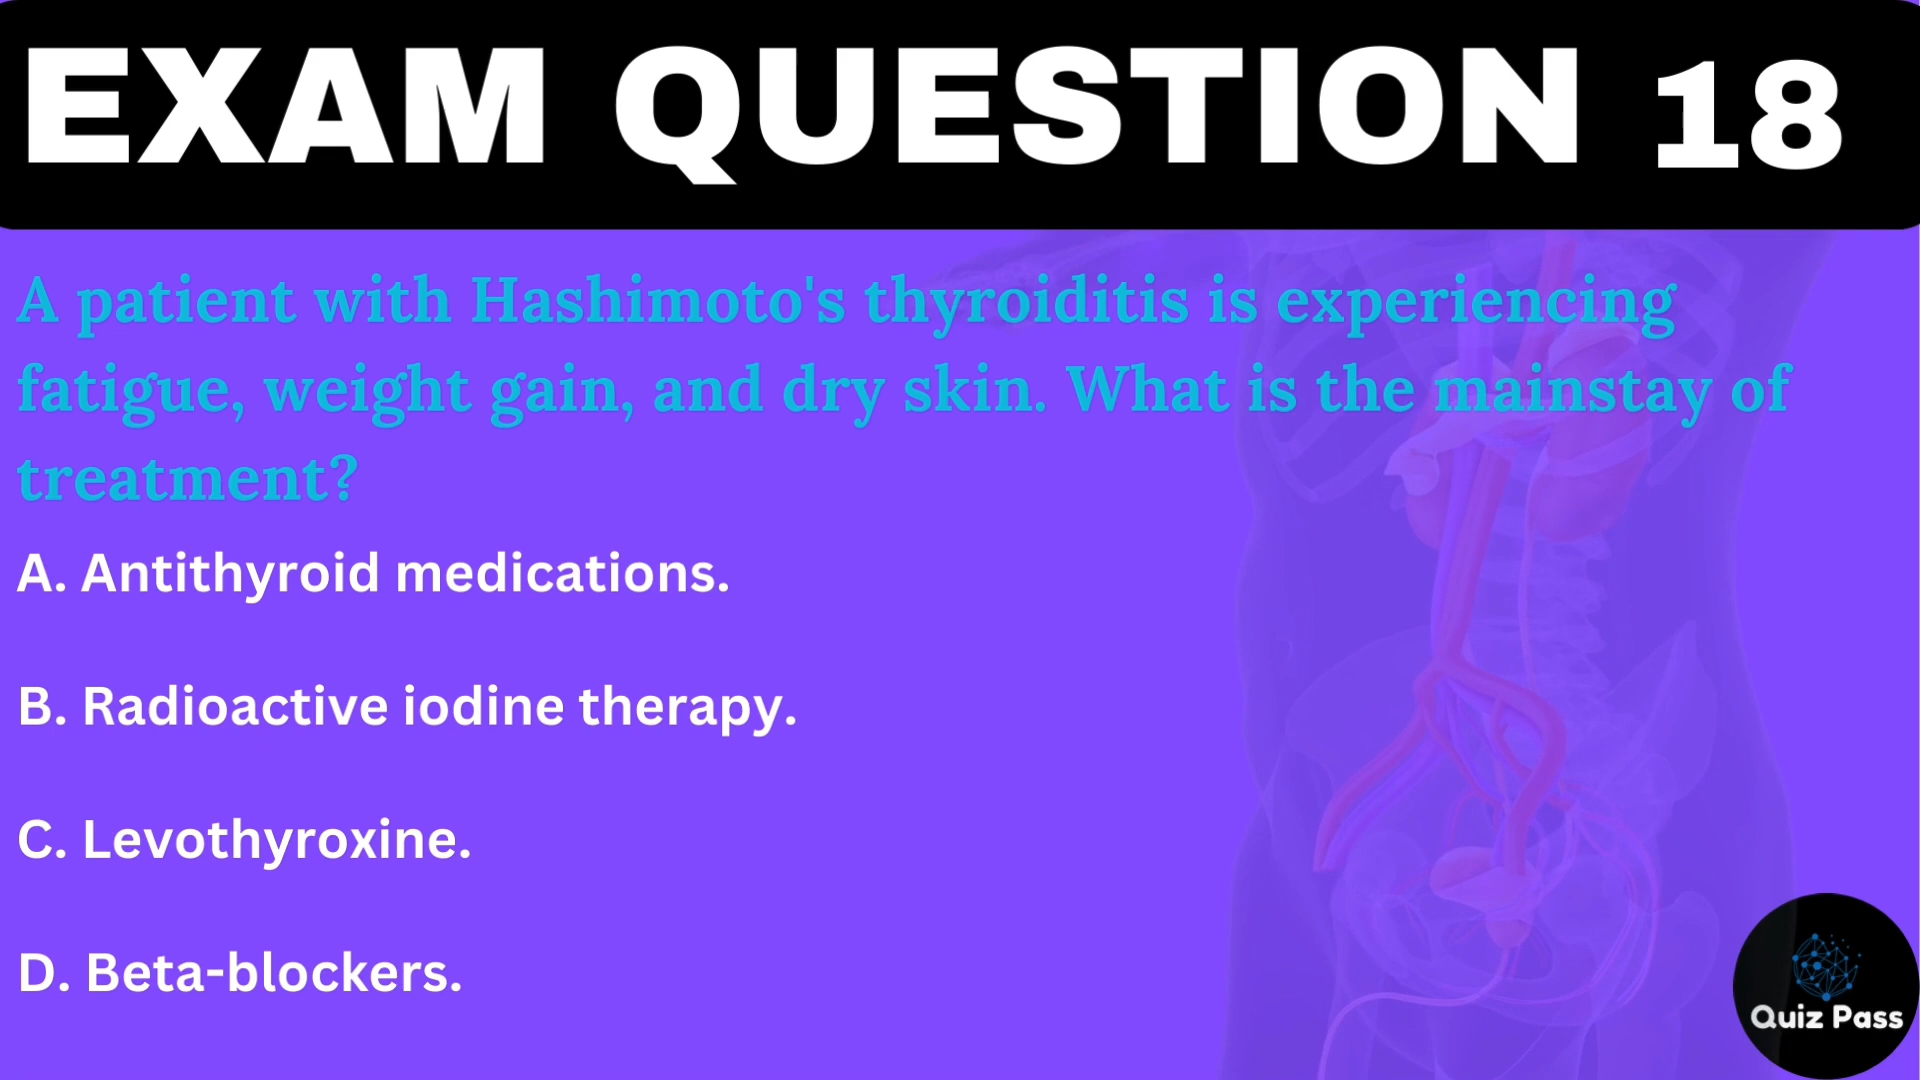 EXAM QUESTION 18
A patient with Hashimoto's thyroiditis is experiencing
fatigue, weight gain, and dry skin. What is the mainstay of
treatment?
A. Antithyroid medications.
B. Radioactive iodine therapy.
C. Levothyroxine.
D. Beta-blockers.
Quiz Pass